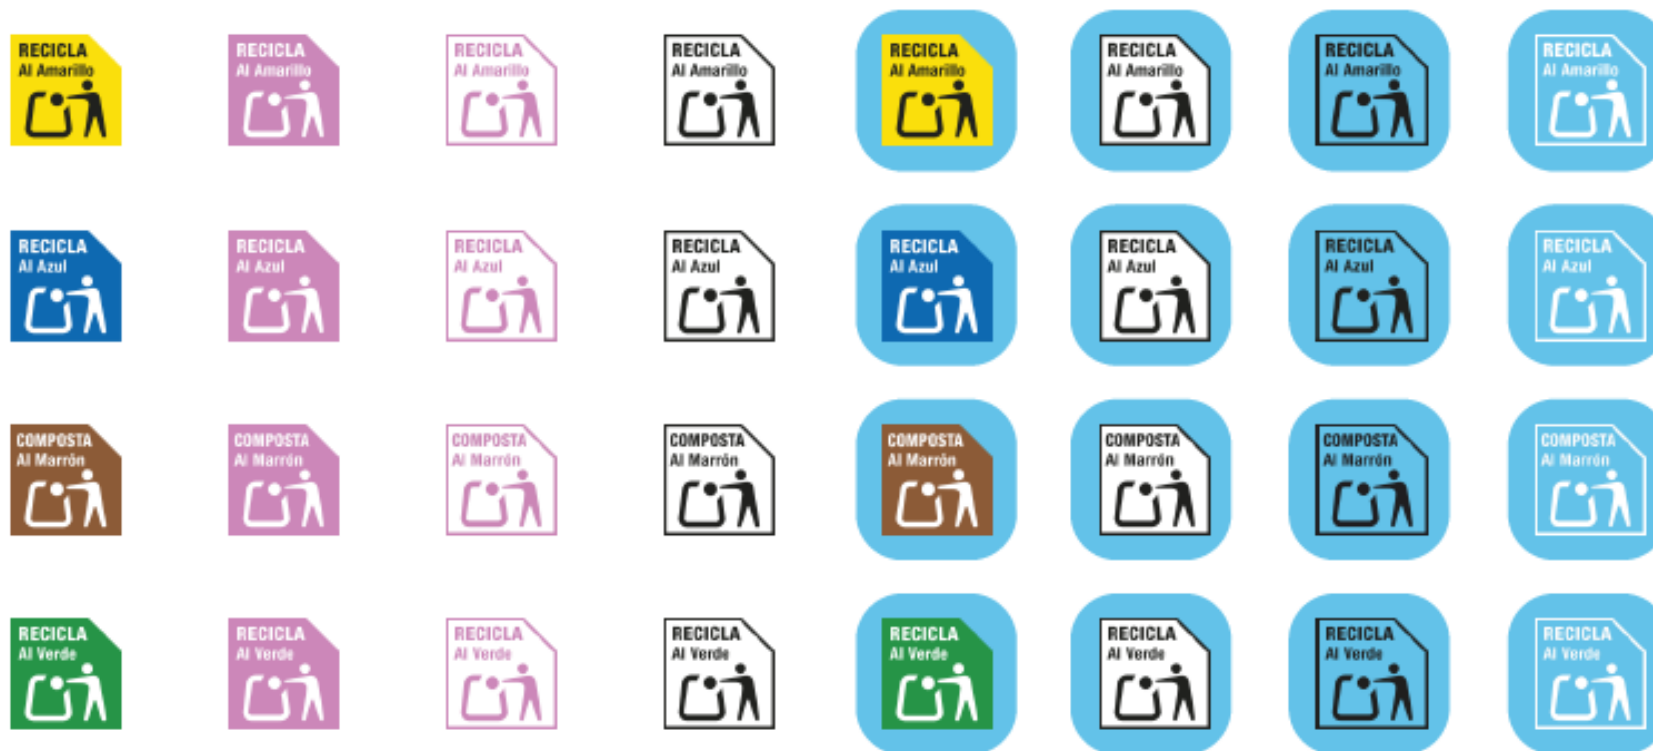 RECICLA
Al Amarillo
RECICLA
Al Amarillo
RECICLA
Al Amarillo
RECICLA
Al Amarillo
RECICLA
Al Amarillo
RECICLA
Al Amarillo
RECICLA
Al Amarillo
RECICLA
Al Amarillo
RECICLA
Al Azul
RECICLA
Al Azul
RECICLA
Al Azul
RECICLA
Al Azul
RECICLA
Al Azul
RECICLA
Al Azul
RECICLA
Al Azul
RECICLA
Al Azul
COMPOSTA
Al Marrón
COMPOSTA
Al Marrón
COMPOSTA
Al Marrón
COMPOSTA
Al Marrón
COMPOSTA
Al Marrón
COMPOSTA
Al Marrón
COMPOSTA
Al Marrón
COMPOSTA
Al Marrón
RECICLA
Al Verde
RECICLA
Al Verde
RECICLA
Al Verde
RECICLA
Al Verde
RECICLA
Al Verde
RECICLA
Al Verde
RECICLA
Al Verde
RECICLA
Al Verde